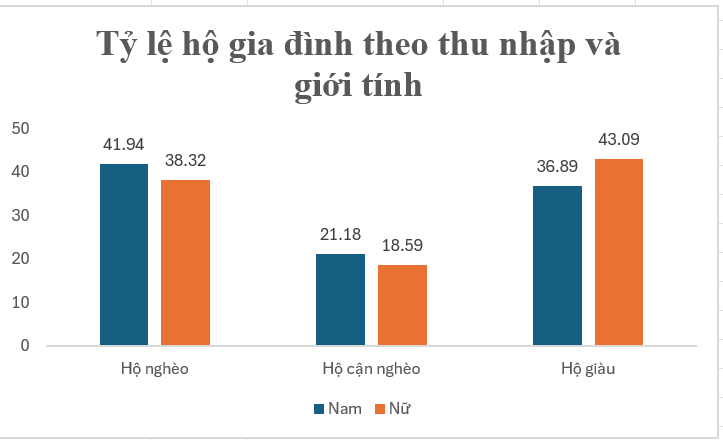 Tỷ lệ hộ gia đình theo thu nhập và
giới tính
50
40
30
20
10
0
41.94
38.32
21.18
18.59
36.89
43.09
Hộ nghèo
Hộ cận nghèo
Hộ giàu
Nam
Nữ